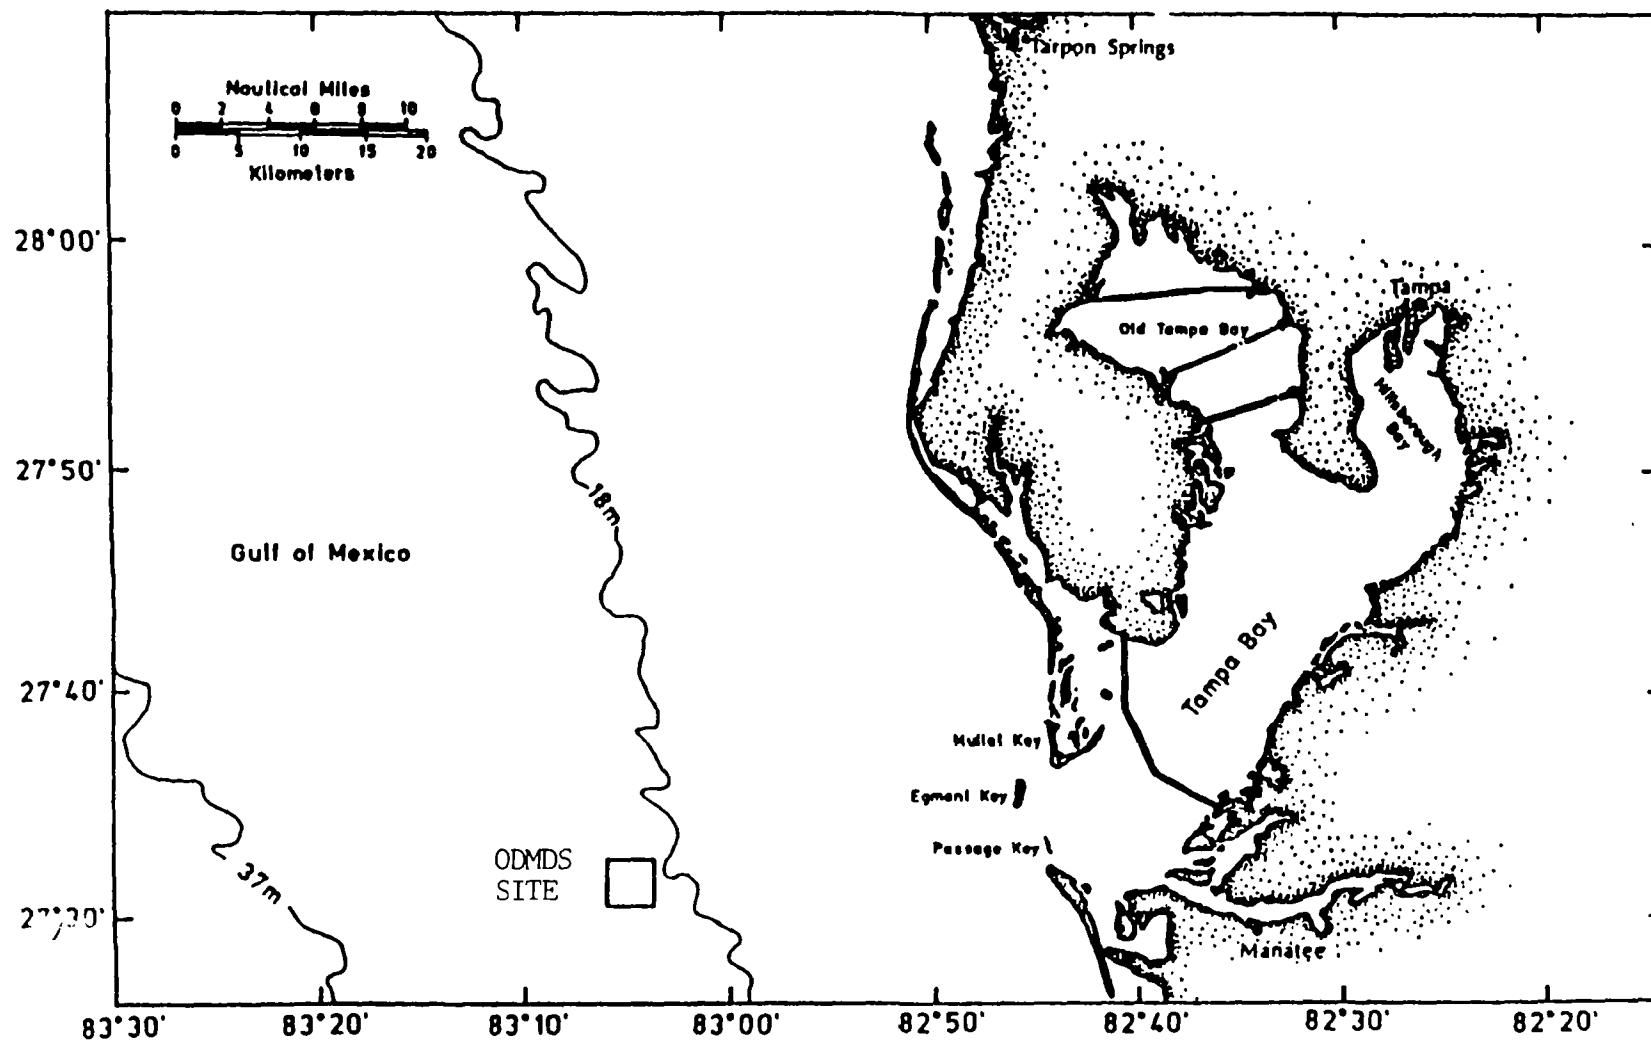 Tarpon Springs
Nautical Miles
0 2 4 6 8 10
0 5 10 15 20
Kilometers
28°00'
Tampa
Old Tampa Bay
Hillsborough
Bay
27°50'
18m
Gulf of Mexico
Tampa Bay
27°40'
Mullet Key
Egmont Key
Passage Key
ODMDS
SITE
37m
27°30'
Manatee
83°30' 83°20' 83°10' 83°00' 82°50' 82°40' 82°30' 82°20'